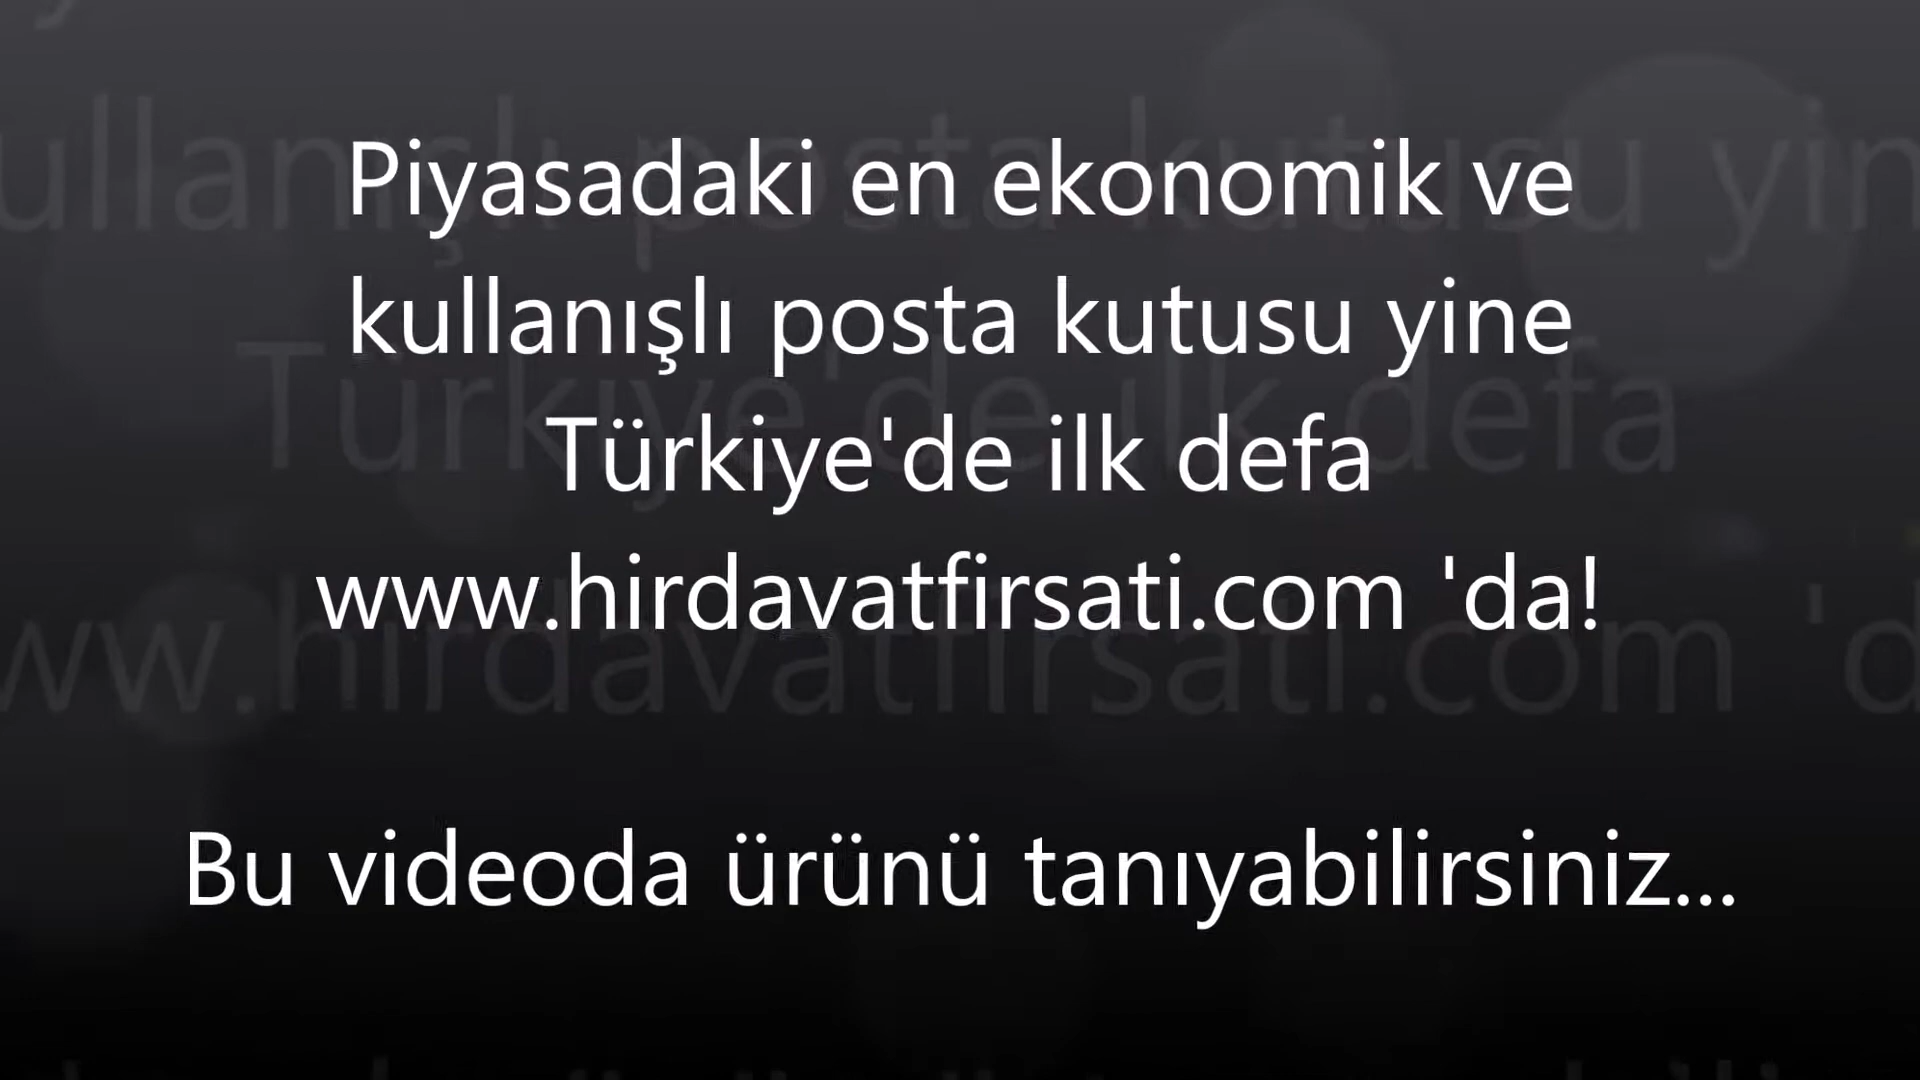 Piyasadaki en ekonomik ve
kullanışlı posta kutusu yine
Türkiye'de ilk defa
www.hirdavatfirsati.com 'da!
Bu videoda ürünü tanıyabilirsiniz...